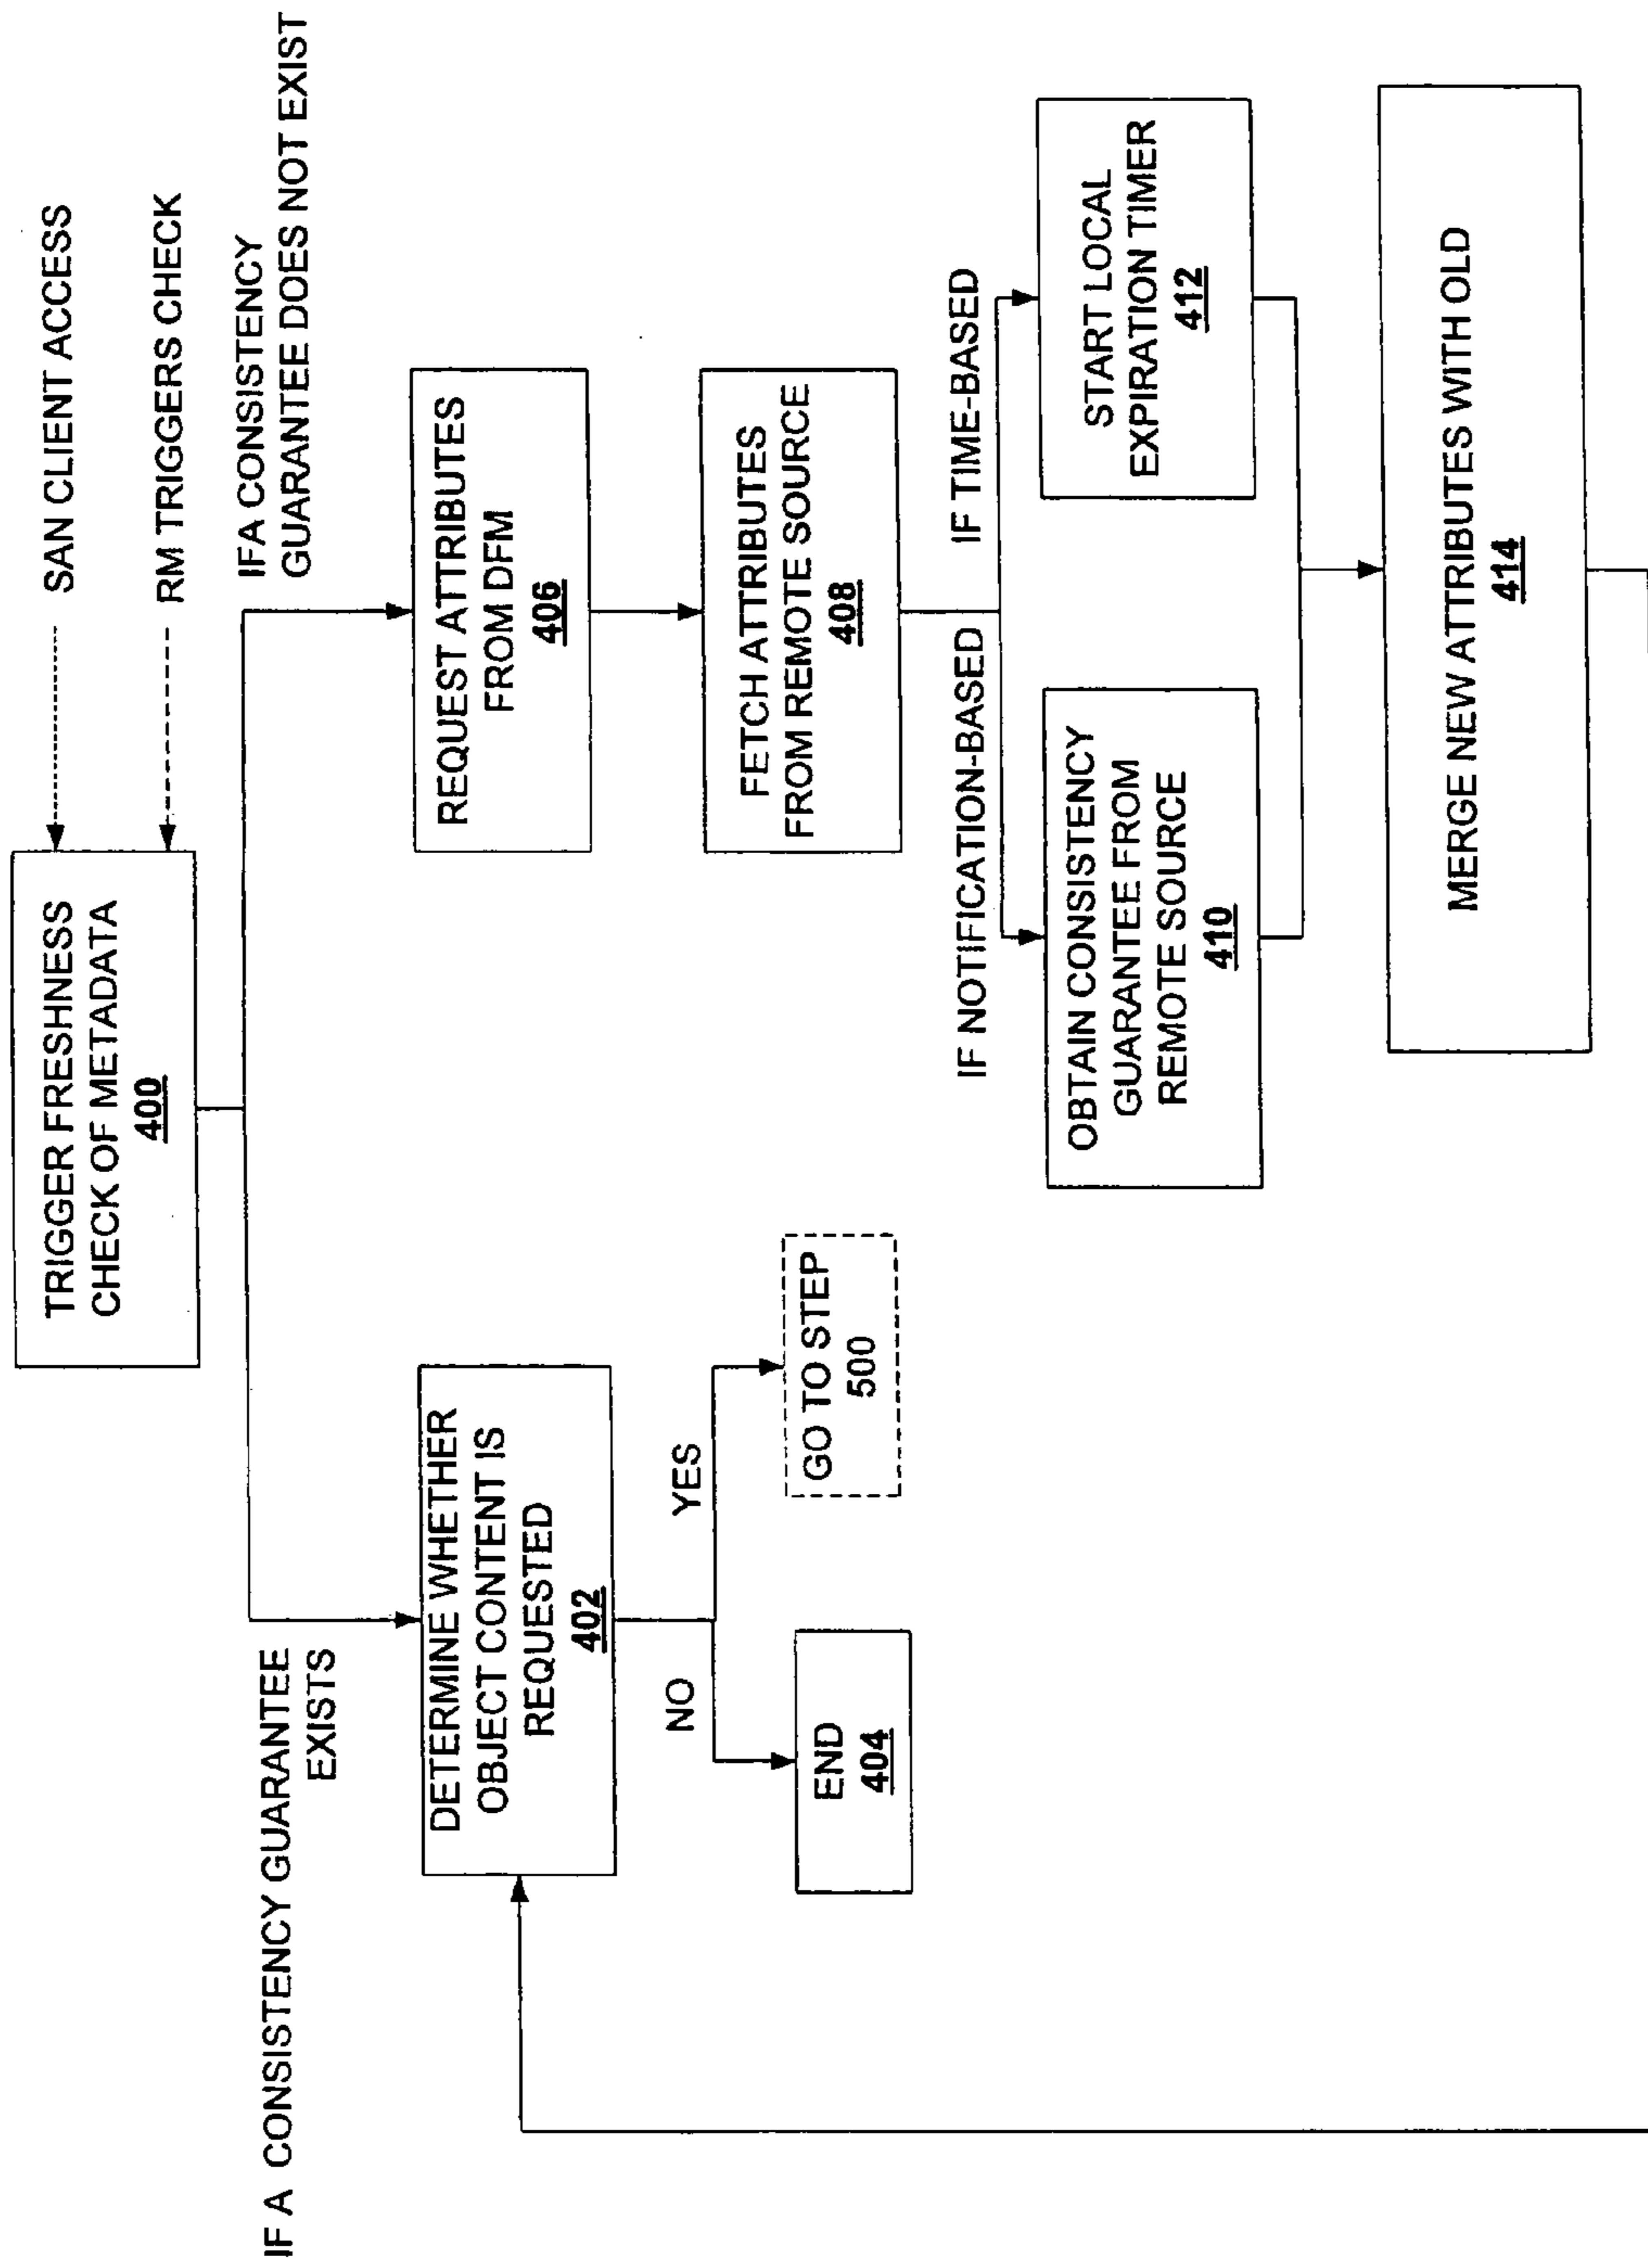 SAN CLIENT ACCESS
RM TRIGGERS CHECK
TRIGGER FRESHNESS
CHECK OF METADATA
400
IF A CONSISTENCY GUARANTEE
EXISTS
IFA CONSISTENCY
GUARANTEE DOES NOT EXIST
DETERMINE WHETHER
OBJECT CONTENT IS
REQUESTED
402
NO
YES
END
404
GO TO STEP
500
REQUEST ATTRIBUTES
FROM DFM
406
FETCH ATTRIBUTES
FROM REMOTE SOURCE
408
IF NOTIFICATION-BASED
IF TIME-BASED
OBTAIN CONSISTENCY
GUARANTEE FROM
REMOTE SOURCE
410
START LOCAL
EXPIRATION TIMER
412
MERGE NEW ATTRIBUTES WITH OLD
414